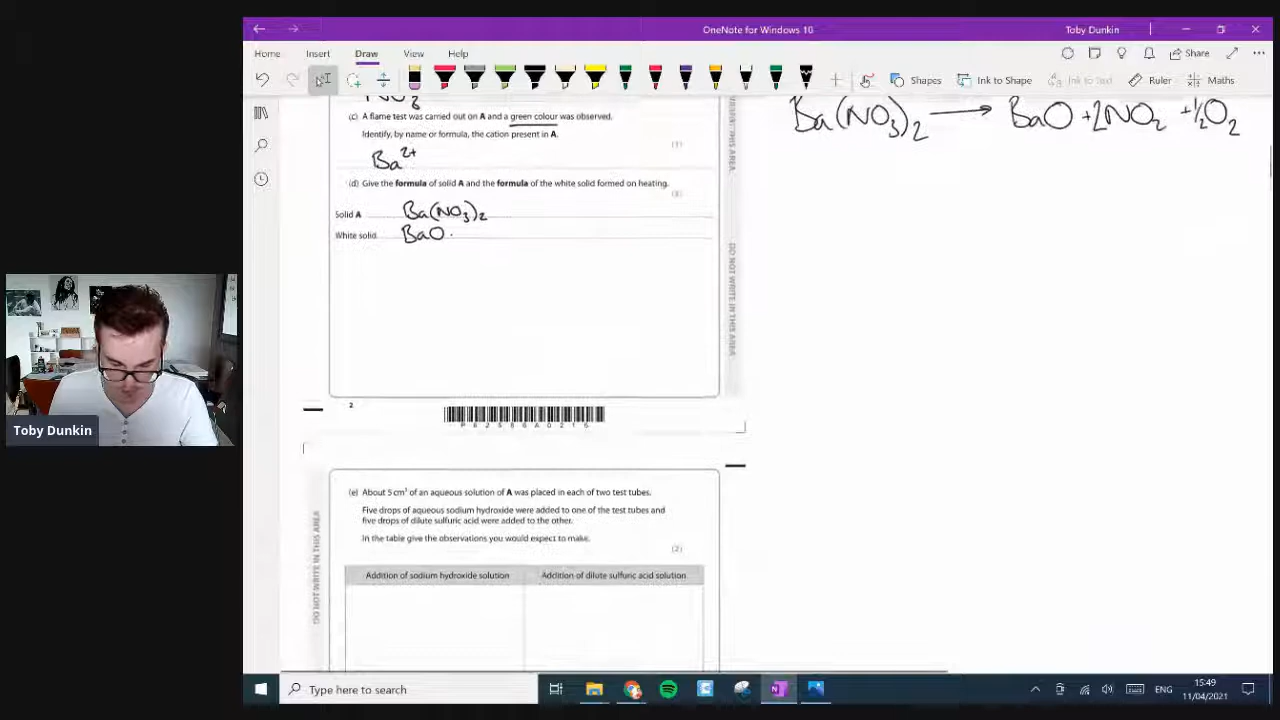 OneNote for Windows 10
Toby Dunkin
Home Insert Draw View Help
Share
Shapes Ink to Shape Ink to Text Ruler Maths
NO3
(c) A flame test was carried out on A and a green colour was observed.
Identify, by name or formula, the cation present in A.
(1)
Ba2+
(d) Give the formula of solid A and the formula of the white solid formed on heating.
Solid A Ba(NO3)2
White solid BaO
Ba(NO3)2 → BaO + 2NO2 + ½O2
DO NOT WRITE IN THIS AREA
2
(e) About 5 cm3 of an aqueous solution of A was placed in each of two test tubes.
Five drops of aqueous sodium hydroxide were added to one of the test tubes and
five drops of dilute sulfuric acid were added to the other.
In the table give the observations you would expect to make.
(2)
Addition of sodium hydroxide solution Addition of dilute sulfuric acid solution
DO NOT WRITE IN THIS AREA
Toby Dunkin
Type here to search
ENG
15:49
11/04/2021